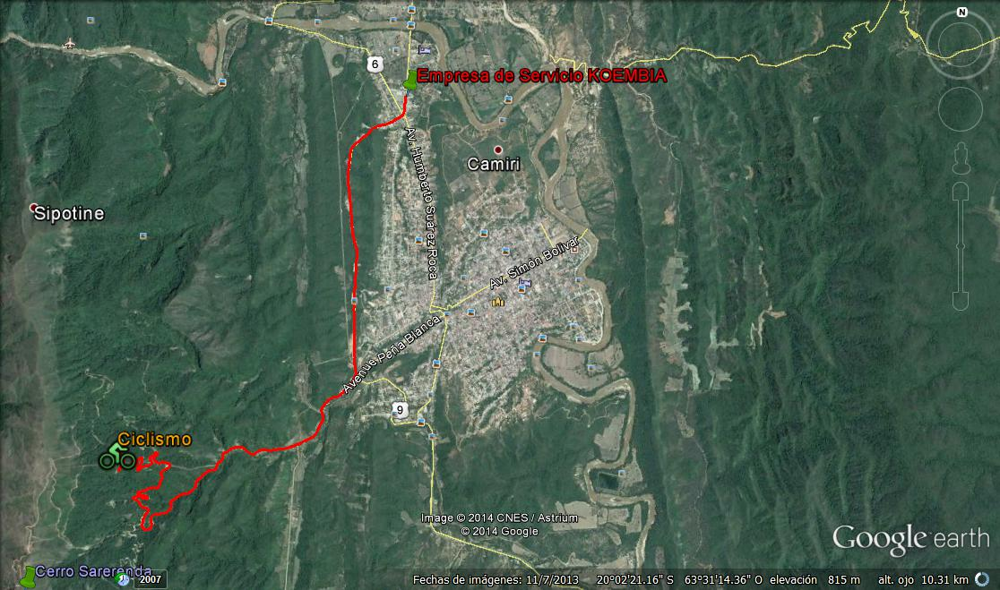 N
6
Empresa de Servicio KOEMBIA
Av. Humberto Suárez Roca
Camiri
Sipotine
Av. Simón Bolivar
Avenue Peña Blanca
9
Ciclismo
Image © 2014 CNES / Astrium
© 2014 Google
Google earth
Cerro Sarerenda
2007
Fechas de imágenes: 11/7/2013 20°02'21.16" S 63°31'14.36" O elevación 815 m alt. ojo 10.31 km